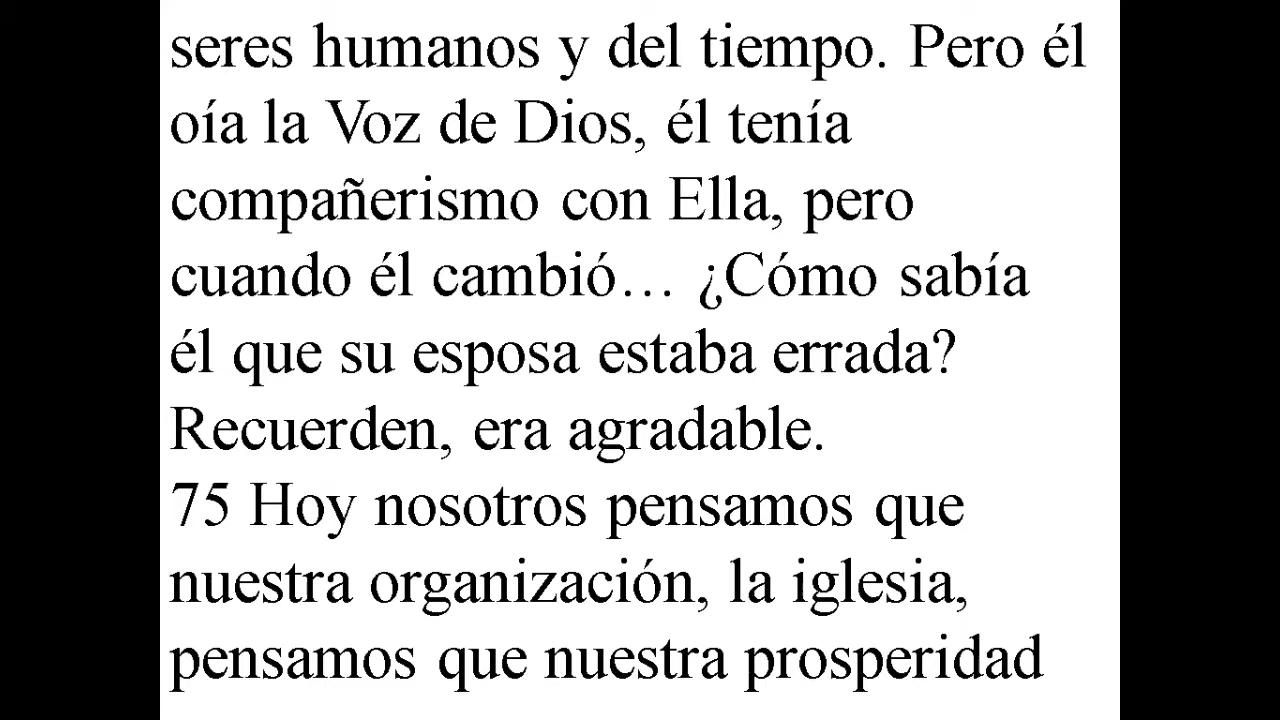 seres humanos y del tiempo. Pero él
oía la Voz de Dios, él tenía
compañerismo con Ella, pero
cuando él cambió… ¿Cómo sabía
él que su esposa estaba errada?
Recuerden, era agradable.
75 Hoy nosotros pensamos que
nuestra organización, la iglesia,
pensamos que nuestra prosperidad